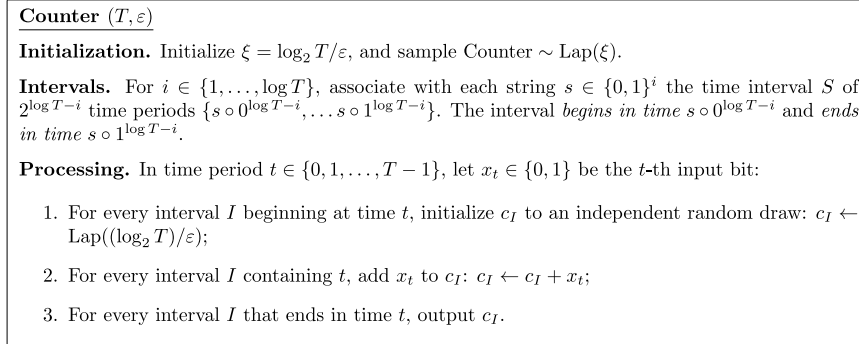 Counter (T, ε)
Initialization. Initialize ξ = log₂ T/ε, and sample Counter ∼ Lap(ξ).
Intervals. For i ∈ {1, . . . , log T}, associate with each string s ∈ {0, 1}^i the time interval S of
2^{log T−i} time periods {s ∘ 0^{log T−i}, . . . s ∘ 1^{log T−i}}. The interval begins in time s ∘ 0^{log T−i} and ends
in time s ∘ 1^{log T−i}.
Processing. In time period t ∈ {0, 1, . . . , T − 1}, let x_t ∈ {0, 1} be the t-th input bit:
1. For every interval I beginning at time t, initialize c_I to an independent random draw: c_I ←
Lap((log₂ T)/ε);
2. For every interval I containing t, add x_t to c_I: c_I ← c_I + x_t;
3. For every interval I that ends in time t, output c_I.